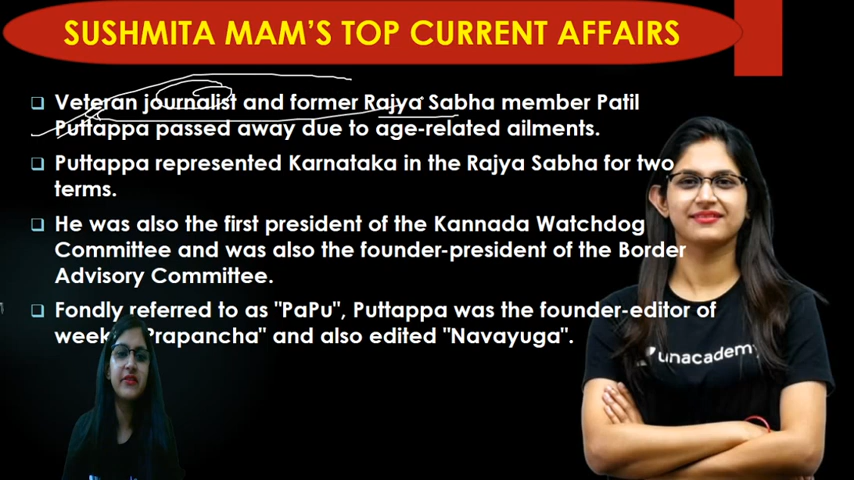 SUSHMITA MAM'S TOP CURRENT AFFAIRS
Veteran journalist and former Rajya Sabha member Patil
Puttappa passed away due to age-related ailments.
Puttappa represented Karnataka in the Rajya Sabha for two
terms.
He was also the first president of the Kannada Watchdog
Committee and was also the founder-president of the Border
Advisory Committee.
Fondly referred to as "PaPu", Puttappa was the founder-editor of
Prapancha" and also edited "Navayuga".
unacademy